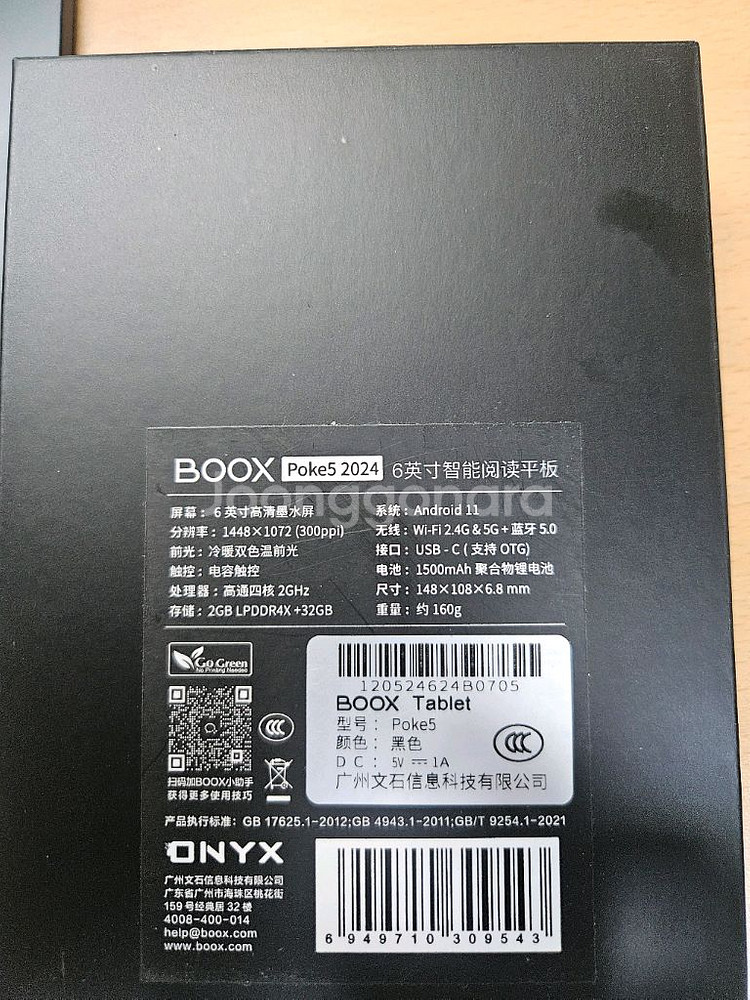 BOOX Poke5 2024 6英寸智能阅读平板
Joonggonara
屏幕：6 英寸高清墨水屏
分辨率：1448×1072 (300ppi)
前光：冷暖双色温前光
触控：电容触控
处理器：高通四核 2GHz
存储：2GB LPDDR4X +32GB
系统：Android 11
无线：Wi-Fi 2.4G & 5G + 蓝牙 5.0
接口：USB - C ( 支持 OTG)
电池：1500mAh 聚合物锂电池
尺寸：148×108×6.8 mm
重量：约 160g
Go Green
No Printing Needed
扫码加BOOX小助手
获得更多使用技巧
120524624B0705
BOOX Tablet
型号： Poke5
颜色： 黑色
D C： 5V ⎓ 1A
广州文石信息科技有限公司
CCC
CCC
产品执行标准：GB 17625.1-2012;GB 4943.1-2011;GB/T 9254.1-2021
ONYX
广州文石信息科技有限公司
广东省广州市海珠区桃花街
159 号经典居 32 楼
4008-400-014
help@boox.com
www.boox.com
6 949710 309543